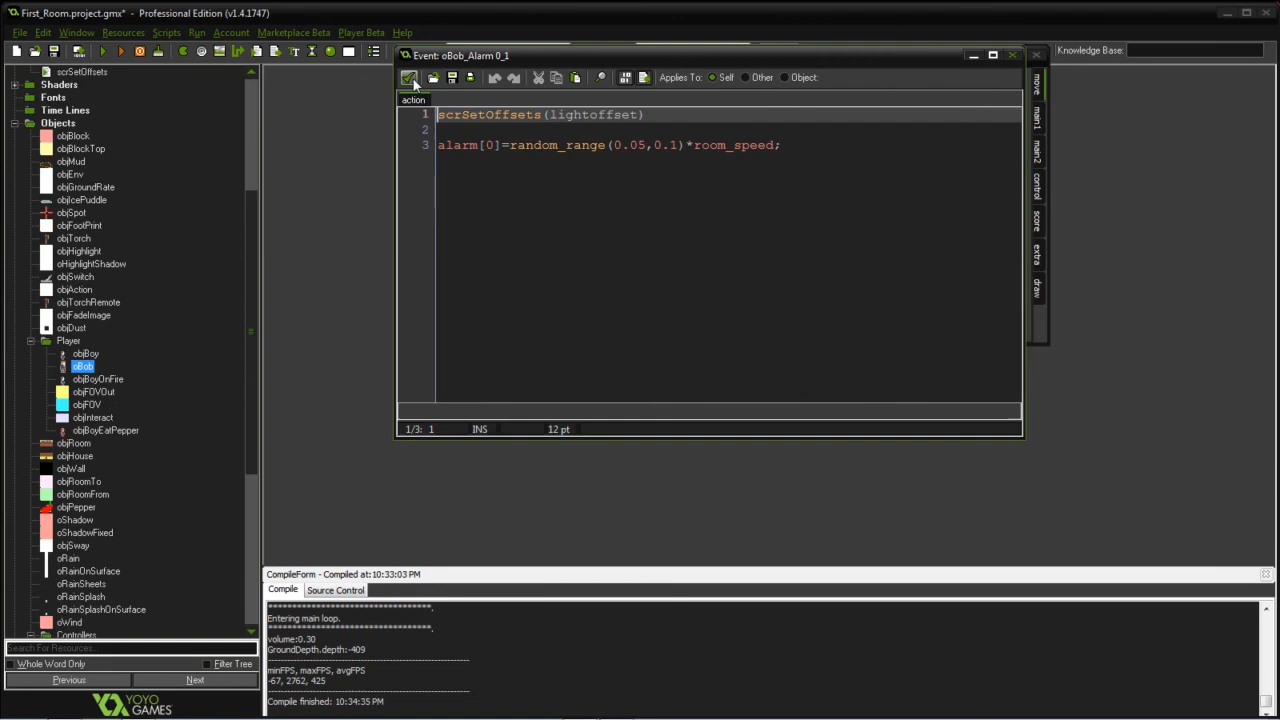 First_Room.project.gmx* - Professional Edition (v1.4.1747)
File Edit Window Resources Scripts Run Account Marketplace Beta Player Beta Help
Knowledge Base:
scrSetOffsets
Shaders
Fonts
Time Lines
Objects
objBlock
objBlockTop
objMud
objEnv
objGroundRate
objIcePuddle
objSpot
objFootPrint
objTorch
objHighlight
oHighlightShadow
objSwitch
objAction
objTorchRemote
objFadeImage
objDust
Player
objBoy
oBob
objBoyOnFire
objFOVOut
objFOV
objInteract
objBoyEatPepper
objRoom
objHouse
objWall
objRoomTo
objRoomFrom
objPepper
oShadow
oShadowFixed
objSway
oRain
oRainOnSurface
oRainSheets
oRainSplash
oRainSplashOnSurface
oWind
Controllers
Search For Resources...
Whole Word Only Filter Tree
Previous Next
YOYO
GAMES
Event: oBob_Alarm 0_1
Applies To: Self Other Object:
action
1 scrSetOffsets(lightoffset)
2
3 alarm[0]=random_range(0.05,0.1)*room_speed;
1/3: 1 INS 12 pt
move
main1
main2
control
score
extra
draw
CompileForm - Compiled at:10:33:03 PM
Compile Source Control
***************************************.
Entering main loop.
***************************************.
volume:0.30
GroundDepth.depth:-409
--------------------------------------------------
minFPS, maxFPS, avgFPS
-67, 2762, 425
--------------------------------------------------
Compile finished: 10:34:35 PM